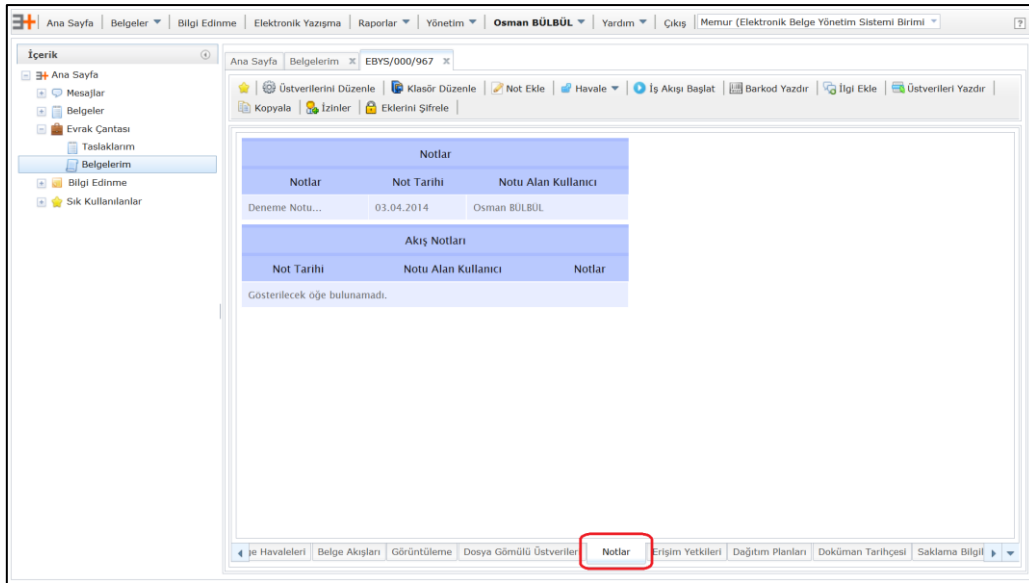 Ana Sayfa Belgeler Bilgi Edinme Elektronik Yazışma Raporlar Yönetim Osman BÜLBÜL Yardım Çıkış Memur (Elektronik Belge Yönetim Sistemi Birimi ?
İçerik
Ana Sayfa
Mesajlar
Belgeler
Evrak Çantası
Taslaklarım
Belgelerim
Bilgi Edinme
Sık Kullanılanlar
Ana Sayfa Belgelerim x EBYS/000/967 x
Üstverilerini Düzenle Klasör Düzenle Not Ekle Havale İş Akışı Başlat Barkod Yazdır İlgi Ekle Üstverileri Yazdır
Kopyala İzinler Eklerini Şifrele
Notlar
Notlar Not Tarihi Notu Alan Kullanıcı
Deneme Notu... 03.04.2014 Osman BÜLBÜL
Akış Notları
Not Tarihi Notu Alan Kullanıcı Notlar
Gösterilecek öğe bulunamadı.
ge Havaleleri Belge Akışları Görüntüleme Dosya Gömülü Üstveriler Notlar Erişim Yetkileri Dağıtım Planları Doküman Tarihçesi Saklama Bilgil